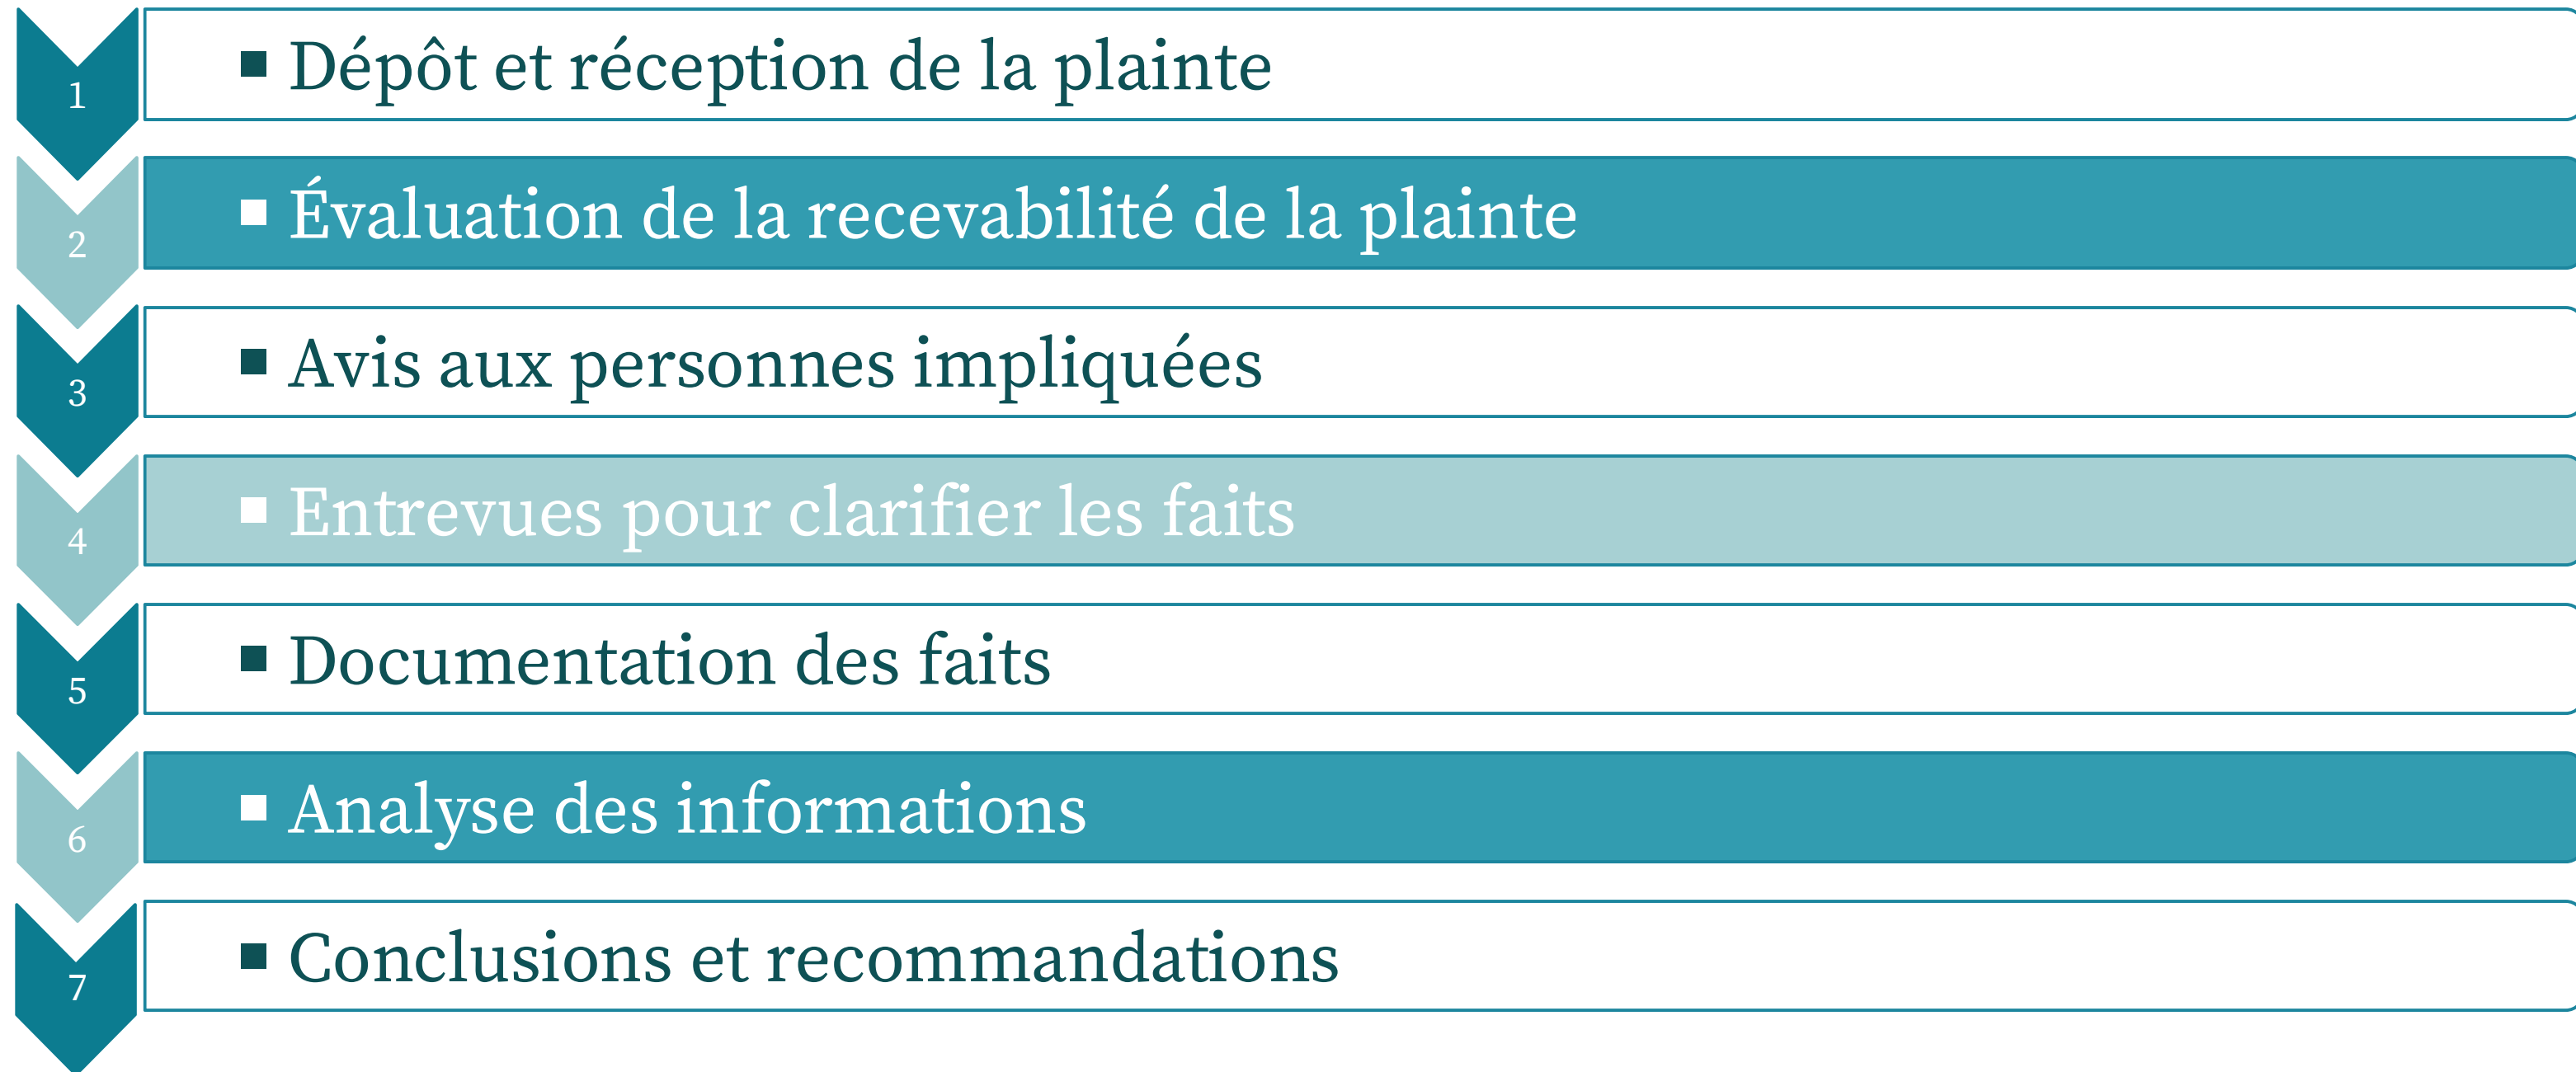 1
▪ Dépôt et réception de la plainte
2
▪ Évaluation de la recevabilité de la plainte
3
▪ Avis aux personnes impliquées
4
▪ Entrevues pour clarifier les faits
5
▪ Documentation des faits
6
▪ Analyse des informations
7
▪ Conclusions et recommandations